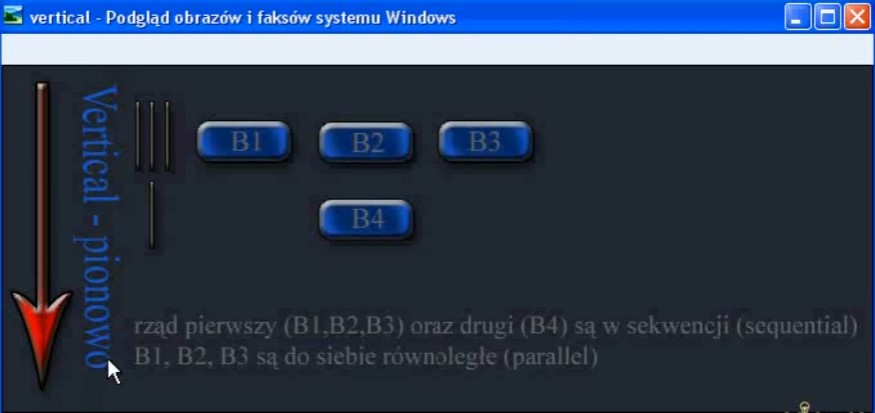 vertical - Podgląd obrazów i faksów systemu Windows
Vertical - pionowo
B1 B2 B3
B4
rząd pierwszy (B1,B2,B3) oraz drugi (B4) są w sekwencji (sequential)
B1, B2, B3 są do siebie równoległe (parallel)